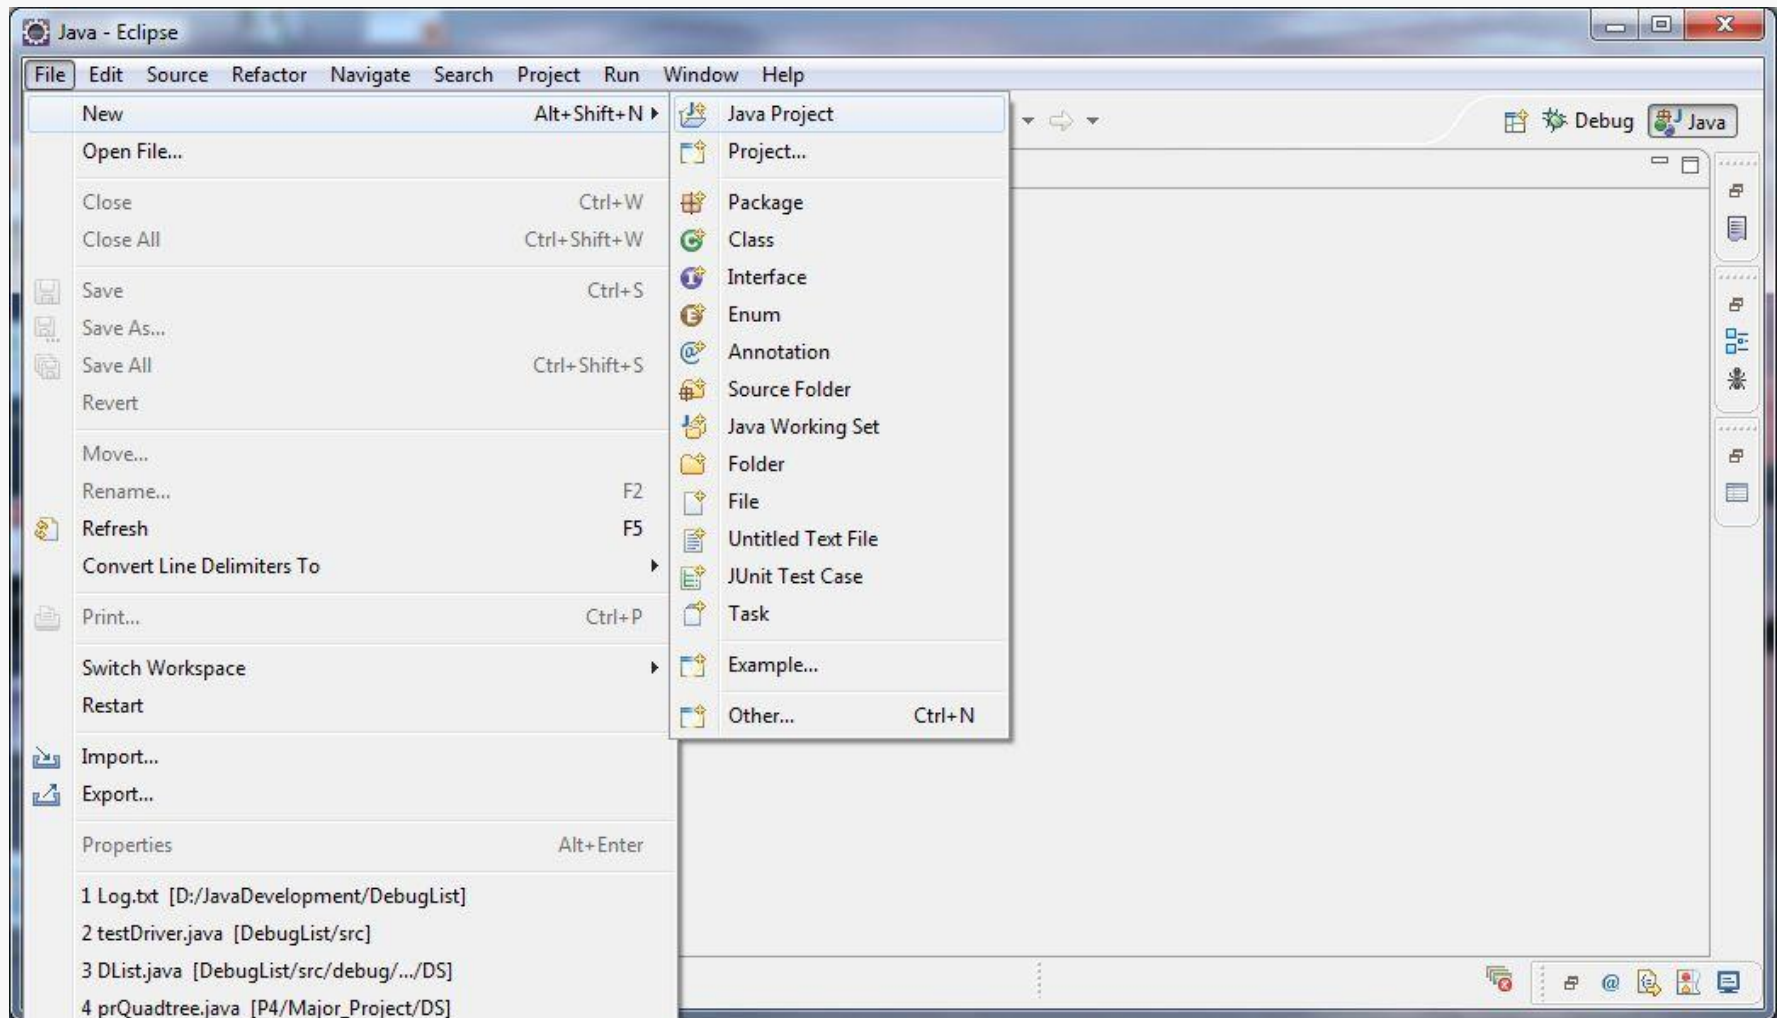 Java - Eclipse
File Edit Source Refactor Navigate Search Project Run Window Help
New Alt+Shift+N
Open File...
Close Ctrl+W
Close All Ctrl+Shift+W
Save Ctrl+S
Save As...
Save All Ctrl+Shift+S
Revert
Move...
Rename... F2
Refresh F5
Convert Line Delimiters To
Print... Ctrl+P
Switch Workspace
Restart
Import...
Export...
Properties Alt+Enter
1 Log.txt [D:/JavaDevelopment/DebugList]
2 testDriver.java [DebugList/src]
3 DList.java [DebugList/src/debug/.../DS]
4 prQuadtree.java [P4/Major_Project/DS]
Java Project
Project...
Package
Class
Interface
Enum
Annotation
Source Folder
Java Working Set
Folder
File
Untitled Text File
JUnit Test Case
Task
Example...
Other... Ctrl+N
Debug Java